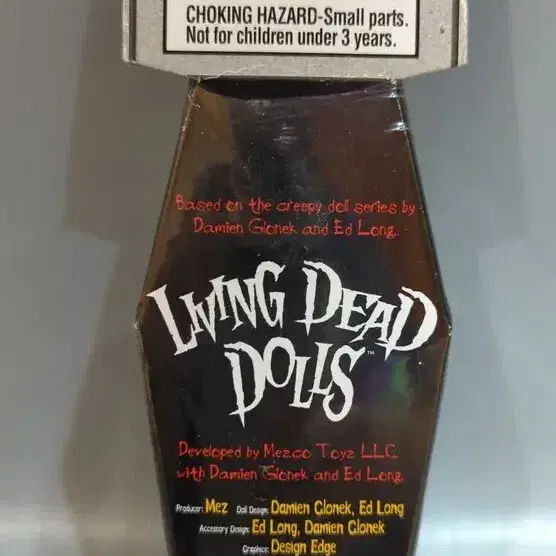 CHOKING HAZARD-Small parts.
Not for children under 3 years.
Based on the creepy doll series by
Damien Glonek and Ed Long.
LIVING DEAD
DOLLS™
Developed by Mezco Toyz LLC.
with Damien Glonek and Ed Long.
Producer: Mez Doll Design: Damien Glonek, Ed Long
Accessory Design: Ed Long, Damien Glonek
Graphics: Design Edge